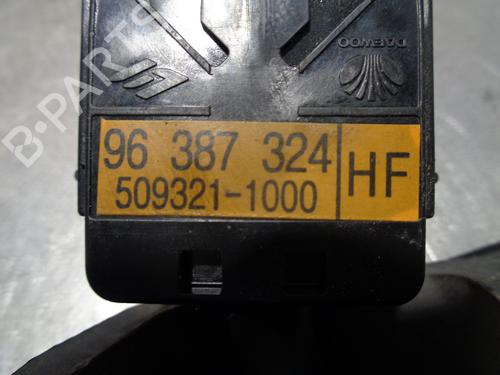 DAEWOO
96 387 324
509321-1000
HF
B-PARTS